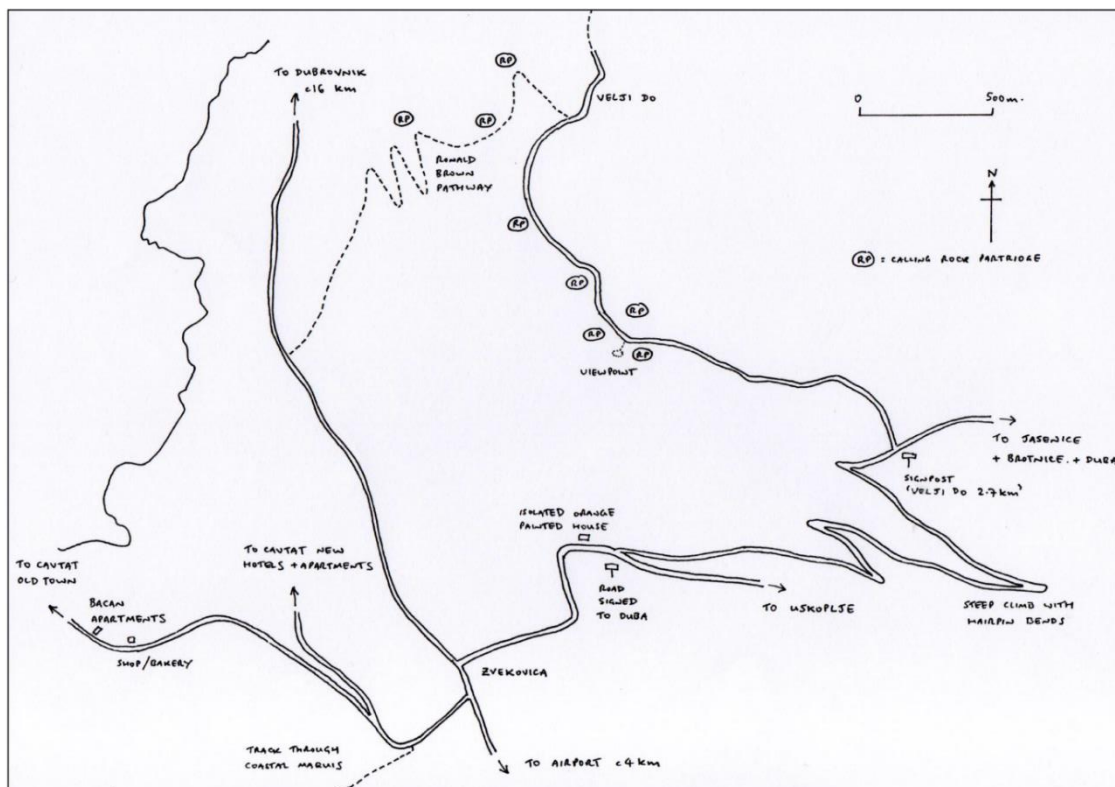 TO DUBROVNIK
c16 KM
RP
VELJI DO
0 500m.
RP
RP
RONALD
BROWN
PATHWAY
N
RP
RP = CALLING ROCK PARTRIDGE
RP
RP
RP
RP
VIEWPOINT
TO JASENICE
+ BROTNICE. + DUBA
SIGNPOST
'VELJI DO 2.7km'
ISOLATED ORANGE
PAINTED HOUSE
TO CAVTAT
OLD TOWN
TO CAVTAT NEW
HOTELS + APARTMENTS
BACAN
APARTMENTS
ROAD
SIGNED
TO DUBA
TO USKOPLJE
STEEP CLIMB WITH
HAIRPIN BENDS
SHOP/BAKERY
ZVEKOVICA
TRACK THROUGH
COASTAL MAQUIS
TO AIRPORT c4km